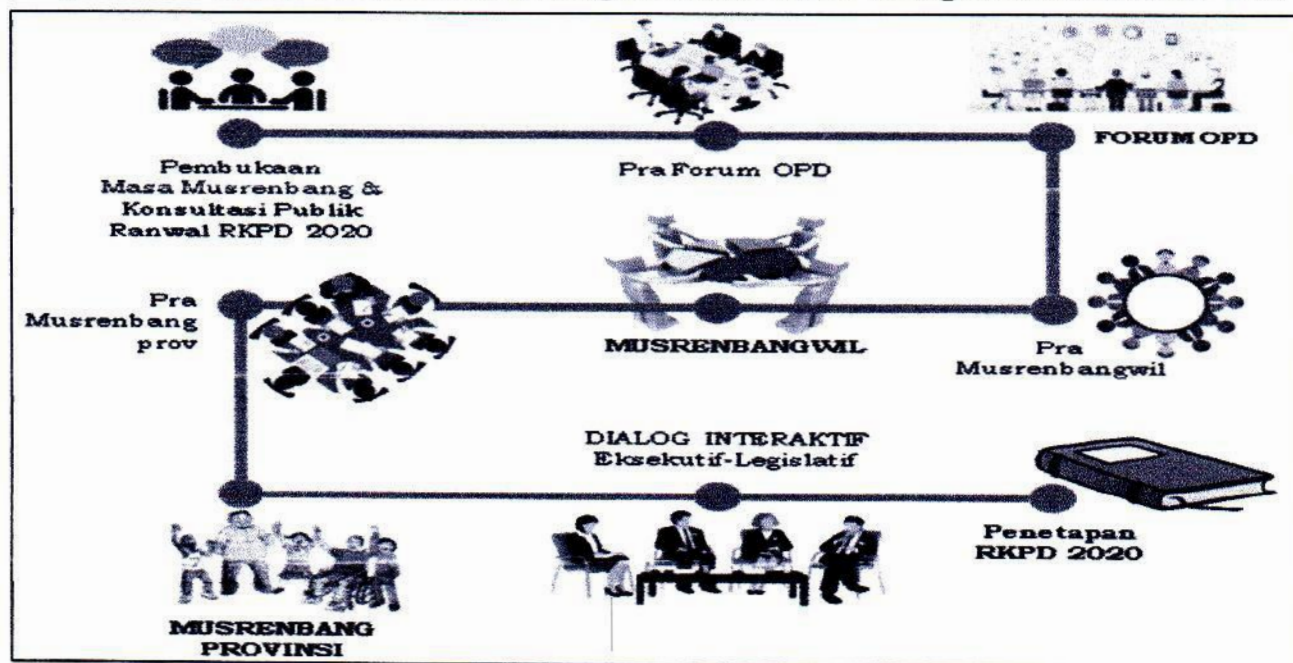 Pembukaan
Masa Musrenbang &
Konsultasi Publik
Ranwal RKPD 2020
Pra Forum OPD
FORUM OPD
Pra
Musrenbangwil
MUSRENBANGWIL
Pra
Musrenbang
prov
MUSRENBANG
PROVINSI
DIALOG INTERAKTIF
Eksekutif-Legislatif
Penetapan
RKPD 2020